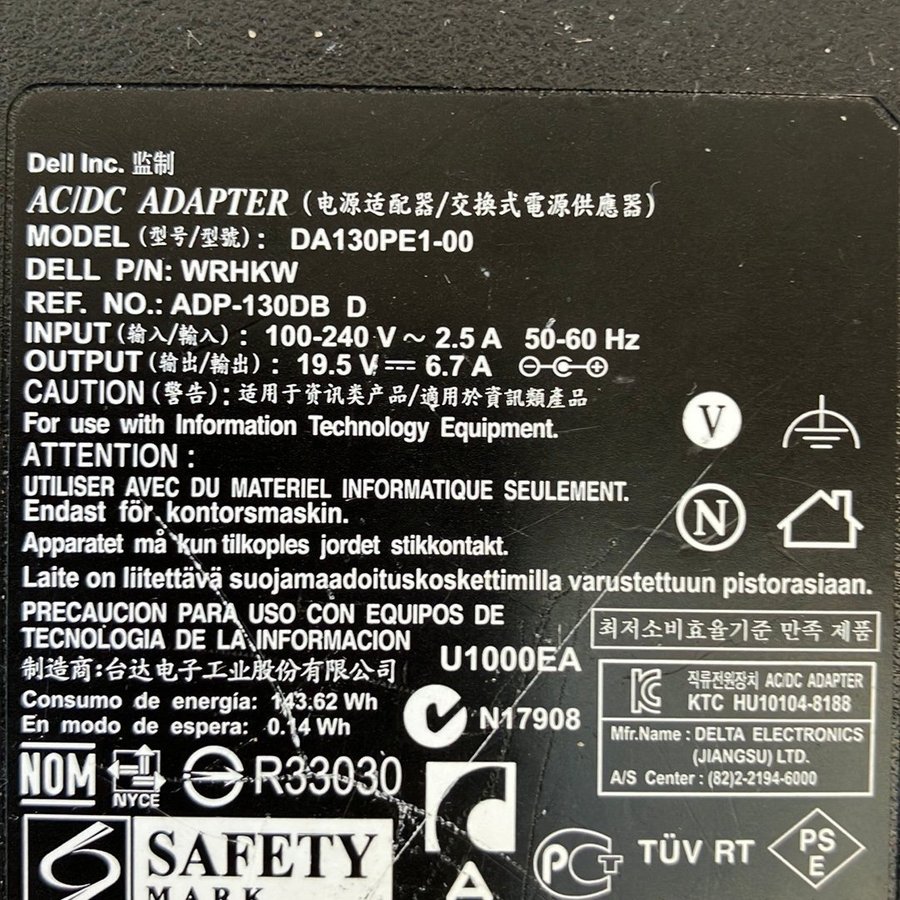 Dell Inc. 监制
AC/DC ADAPTER (电源适配器/交換式電源供應器)
MODEL (型号/型號): DA130PE1-00
DELL P/N: WRHKW
REF. NO.: ADP-130DB D
INPUT (输入/輸入): 100-240 V ~ 2.5 A 50-60 Hz
OUTPUT (输出/輸出): 19.5 V ⎓ 6.7 A
CAUTION (警告): 适用于资讯类产品/適用於資訊類產品
For use with Information Technology Equipment.
ATTENTION :
UTILISER AVEC DU MATERIEL INFORMATIQUE SEULEMENT.
Endast för kontorsmaskin.
Apparatet må kun tilkoples jordet stikkontakt.
Laite on liitettävä suojamaadoituskoskettimilla varustettuun pistorasiaan.
PRECAUCION PARA USO CON EQUIPOS DE
TECNOLOGIA DE LA INFORMACION
制造商:台达电子工业股份有限公司
Consumo de energía: 143.62 Wh
En modo de espera: 0.14 Wh
V
N
최저소비효율기준 만족 제품
U1000EA
N17908
KC 직류전원장치 AC/DC ADAPTER
KTC HU10104-8188
Mfr.Name : DELTA ELECTRONICS
(JIANGSU) LTD.
A/S Center : (82)2-2194-6000
NOM
NYCE
R33030
SAFETY
MARK
A
PCT
TÜV RT
PS
E